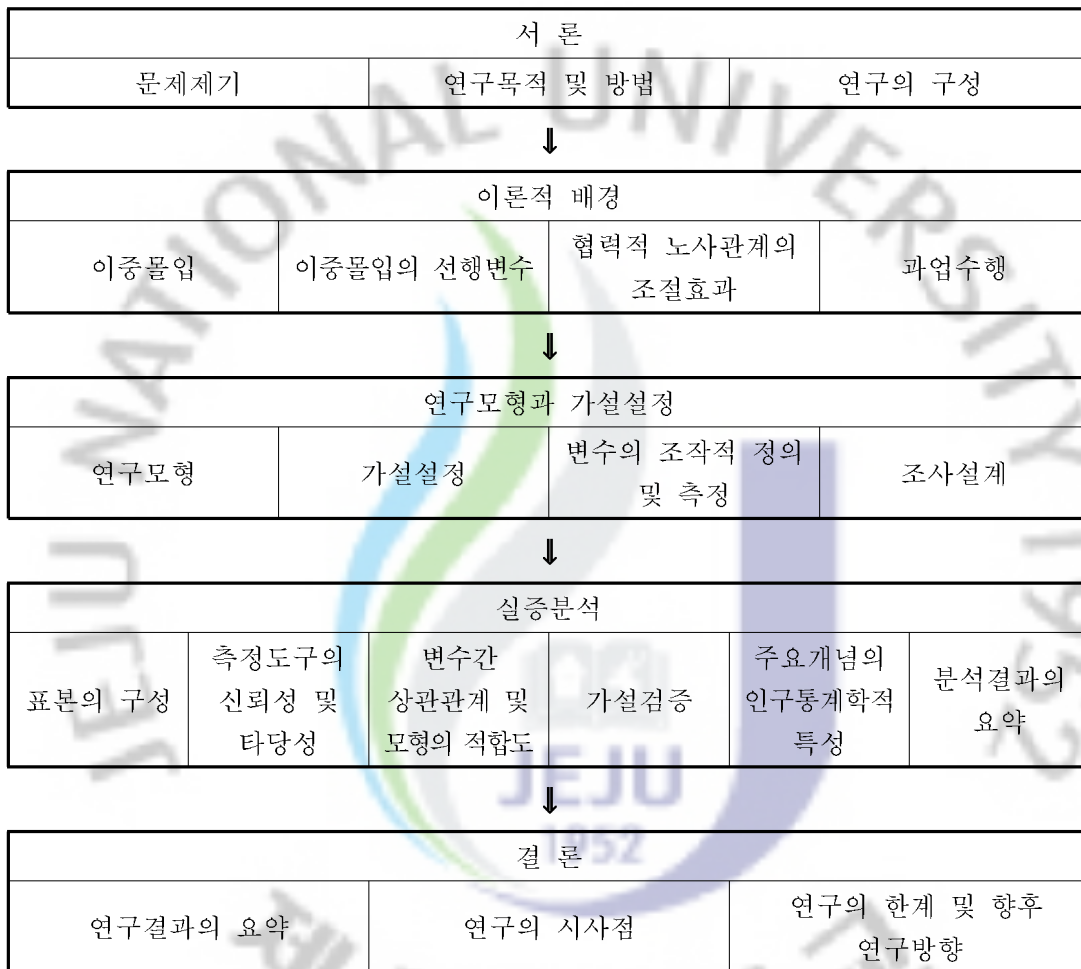 서 론
문제제기 연구목적 및 방법 연구의 구성
⇓
이론적 배경
이중몰입 이중몰입의 선행변수 협력적 노사관계의
조절효과 과업수행
⇓
연구모형과 가설설정
연구모형 가설설정 변수의 조작적 정의
및 측정 조사설계
⇓
실증분석
표본의 구성
측정도구의
신뢰성 및
타당성
변수간
상관관계 및
모형의 적합도
가설검증
주요개념의
인구통계학적
특성
분석결과의
요약
⇓
결 론
연구결과의 요약 연구의 시사점 연구의 한계 및 향후
연구방향
JEJU NATIONAL UNIVERSITY 1952
JEJU
1952